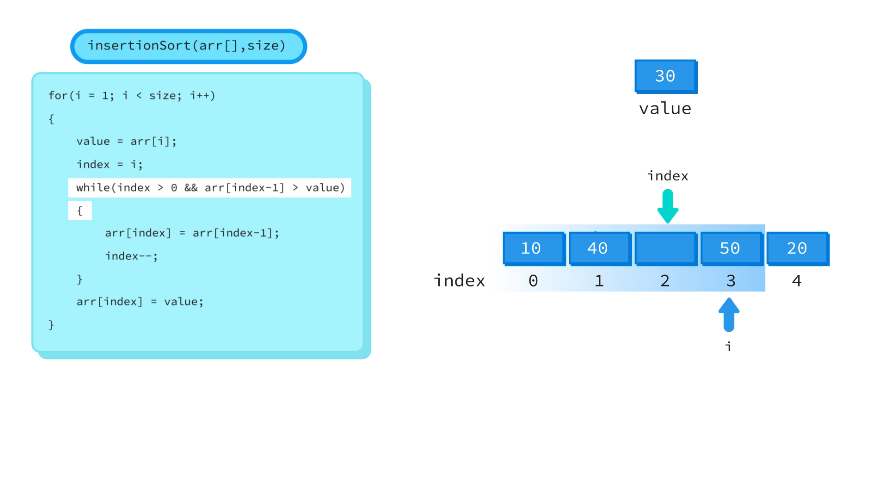 insertionSort(arr[],size)
for(i = 1; i < size; i++)
{
value = arr[i];
index = i;
while(index > 0 && arr[index-1] > value)
{
arr[index] = arr[index-1];
index--;
}
arr[index] = value;
}
30
value
index
10 40 50 20
index 0 1 2 3 4
i